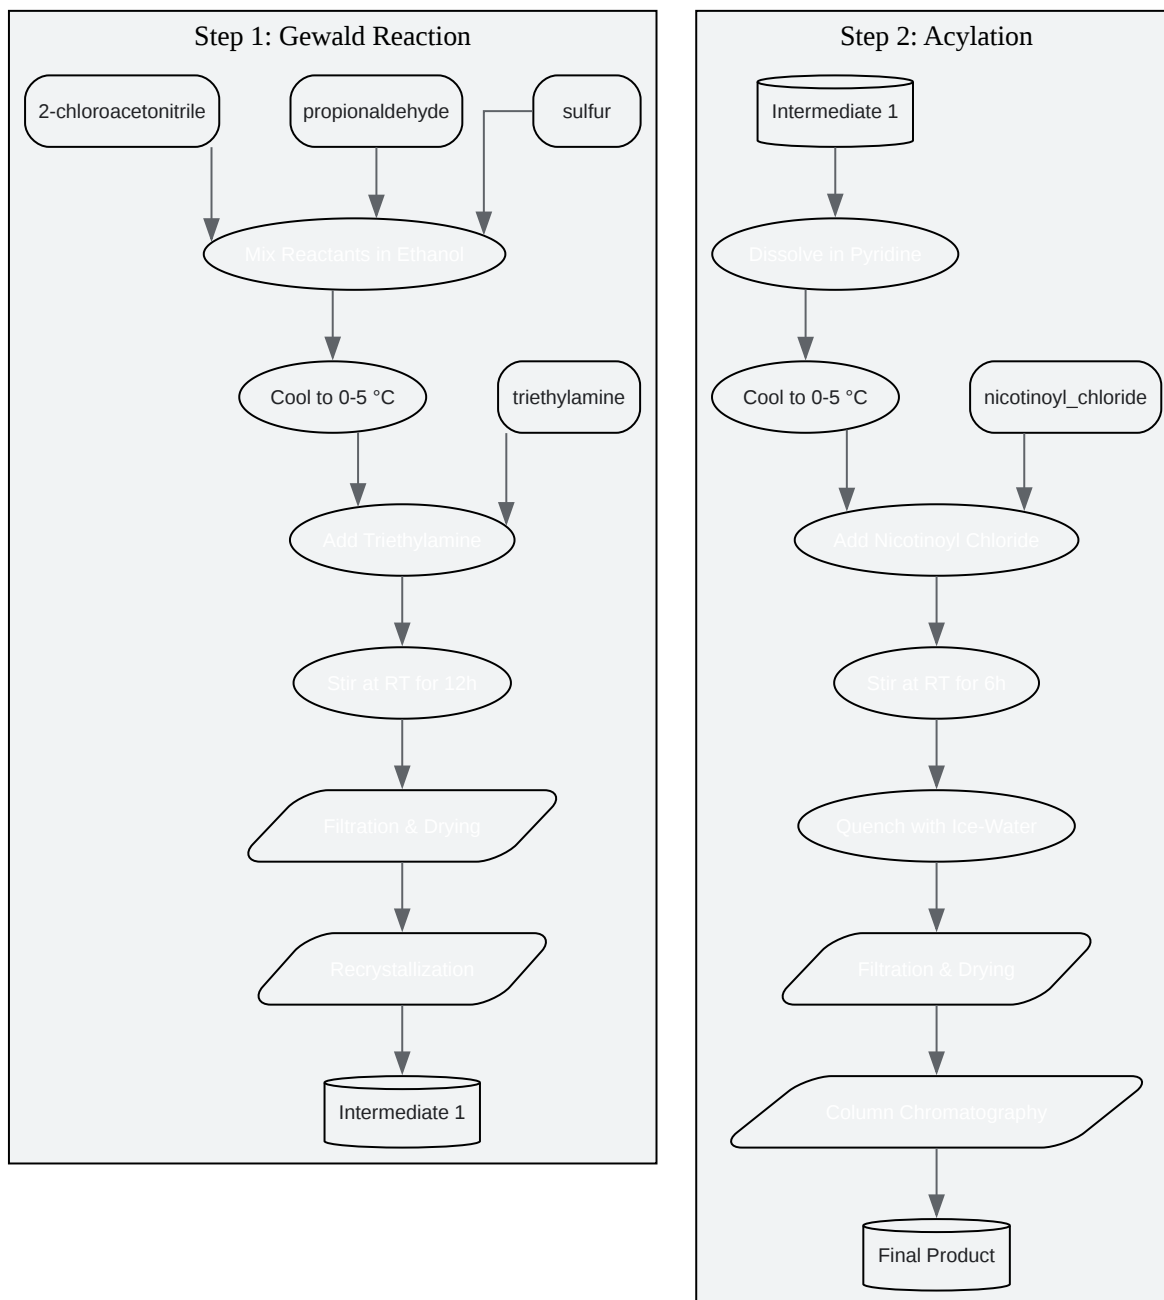 Step 1: Gewald Reaction
2-chloroacetonitrile
propionaldehyde
sulfur
Mix Reactants in Ethanol
Cool to 0-5 °C
triethylamine
Add Triethylamine
Stir at RT for 12h
Filtration & Drying
Recrystallization
Intermediate 1
Step 2: Acylation
Intermediate 1
Dissolve in Pyridine
Cool to 0-5 °C
nicotinoyl_chloride
Add Nicotinoyl Chloride
Stir at RT for 6h
Quench with Ice-Water
Filtration & Drying
Column Chromatography
Final Product